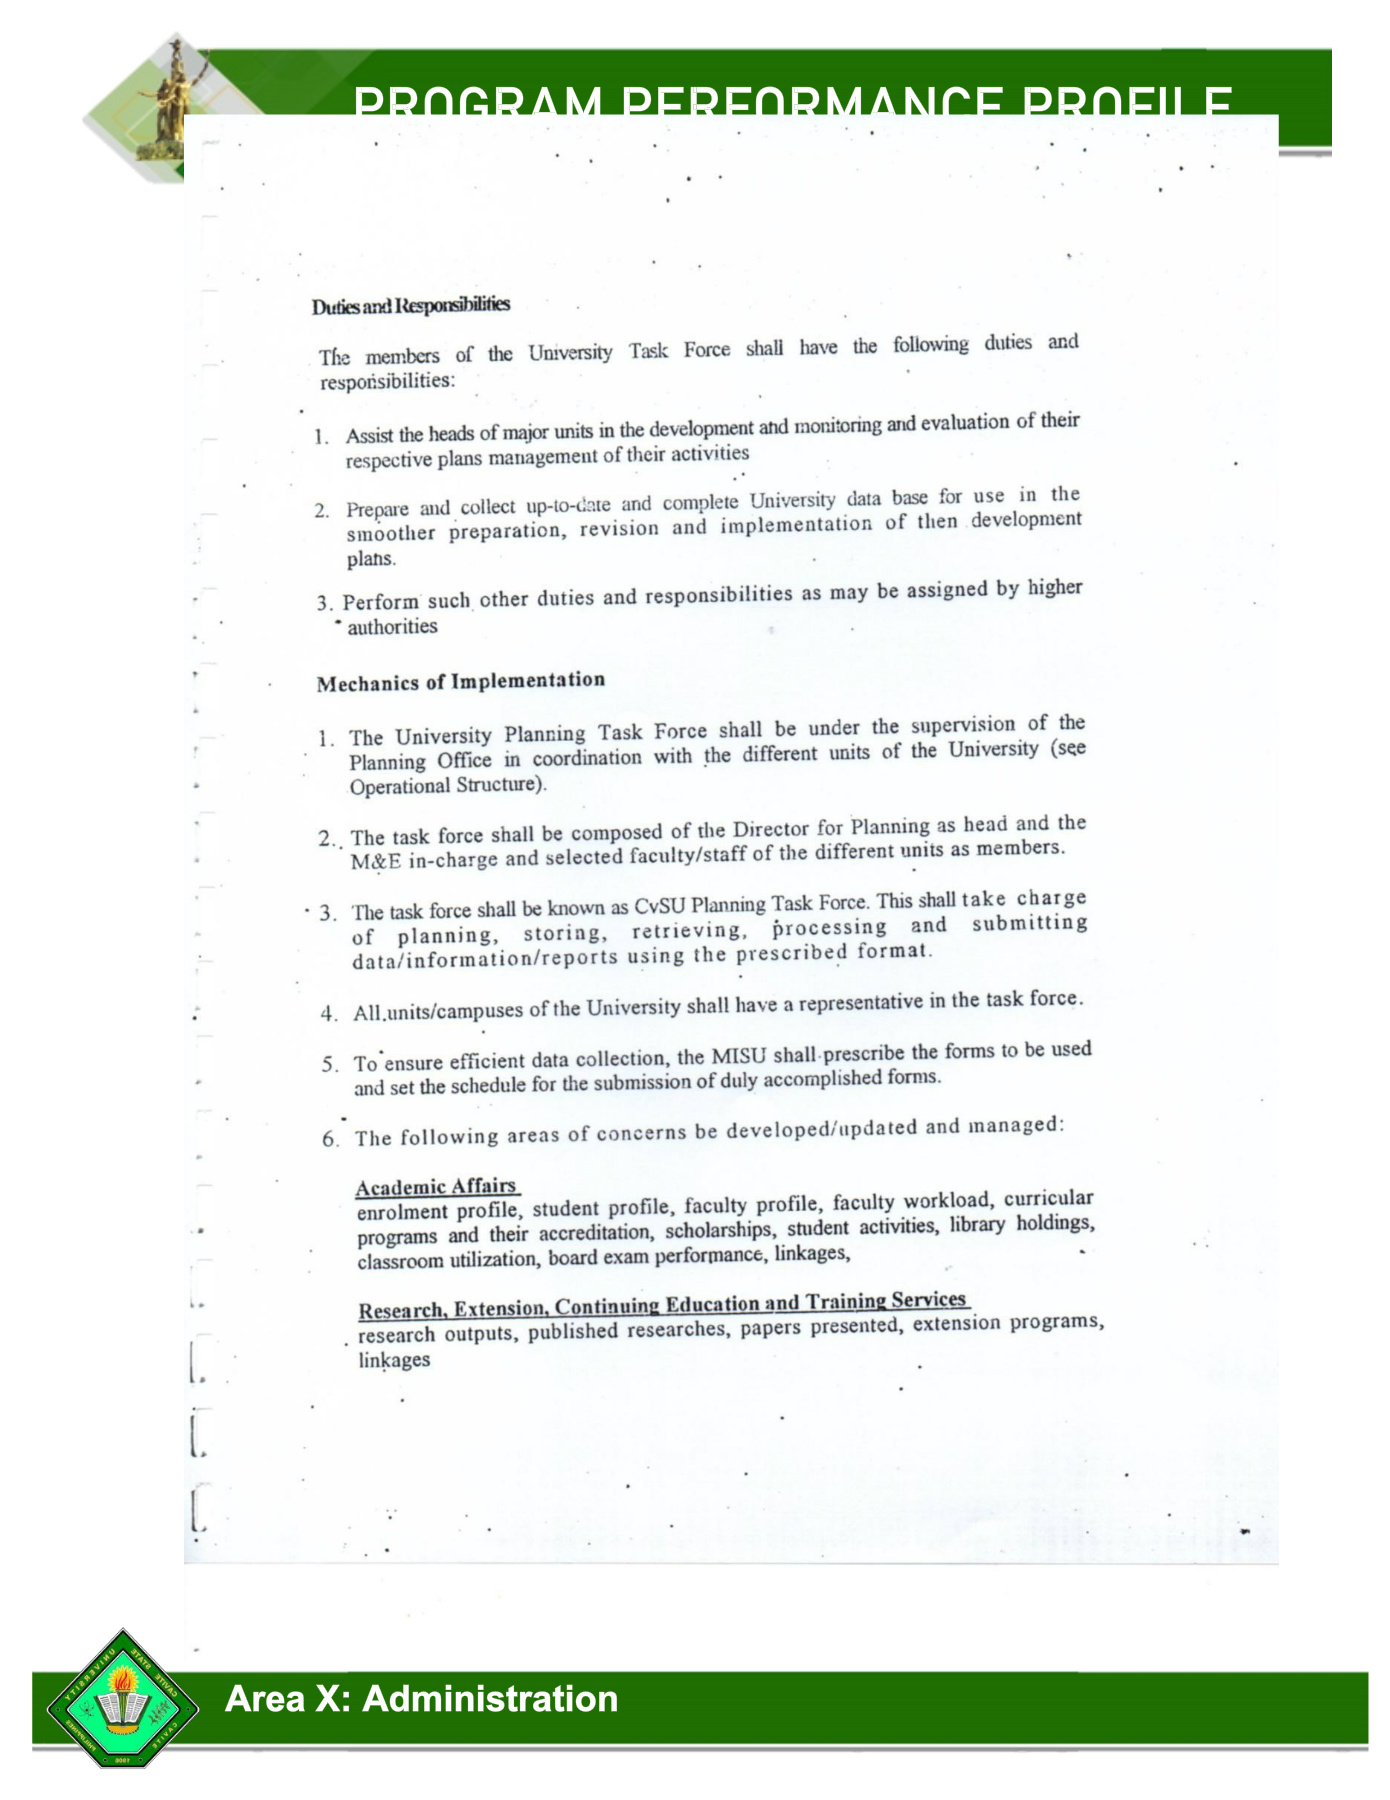 PROGRAM PERFORMANCE PROFILE
Duties and Responsibilities
The members of the University Task Force shall have the following duties and
responsibilities:
1. Assist the heads of major units in the development and monitoring and evaluation of their
respective plans management of their activities
2. Prepare and collect up-to-date and complete University data base for use in the
smoother preparation, revision and implementation of then development
plans.
3. Perform such other duties and responsibilities as may be assigned by higher
authorities
Mechanics of Implementation
1. The University Planning Task Force shall be under the supervision of the
Planning Office in coordination with the different units of the University (see
Operational Structure).
2. The task force shall be composed of the Director for Planning as head and the
M&E in-charge and selected faculty/staff of the different units as members.
3. The task force shall be known as CvSU Planning Task Force. This shall take charge
of planning, storing, retrieving, processing and submitting
data/information/reports using the prescribed format.
4. All units/campuses of the University shall have a representative in the task force.
5. To ensure efficient data collection, the MISU shall prescribe the forms to be used
and set the schedule for the submission of duly accomplished forms.
6. The following areas of concerns be developed/updated and managed:
Academic Affairs
enrolment profile, student profile, faculty profile, faculty workload, curricular
programs and their accreditation, scholarships, student activities, library holdings,
classroom utilization, board exam performance, linkages,
Research, Extension, Continuing Education and Training Services
research outputs, published researches, papers presented, extension programs,
linkages
CAVITE STATE UNIVERSITY
CAVITE PHILIPPINES
1906
Area X: Administration